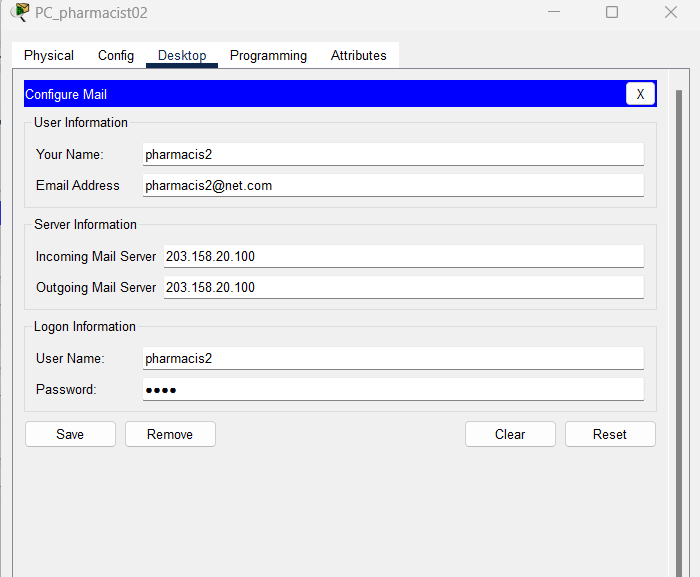 PC_pharmacist02
Physical Config Desktop Programming Attributes
Configure Mail X
User Information
Your Name: pharmacis2
Email Address pharmacis2@net.com
Server Information
Incoming Mail Server 203.158.20.100
Outgoing Mail Server 203.158.20.100
Logon Information
User Name: pharmacis2
Password: ●●●●
Save Remove Clear Reset